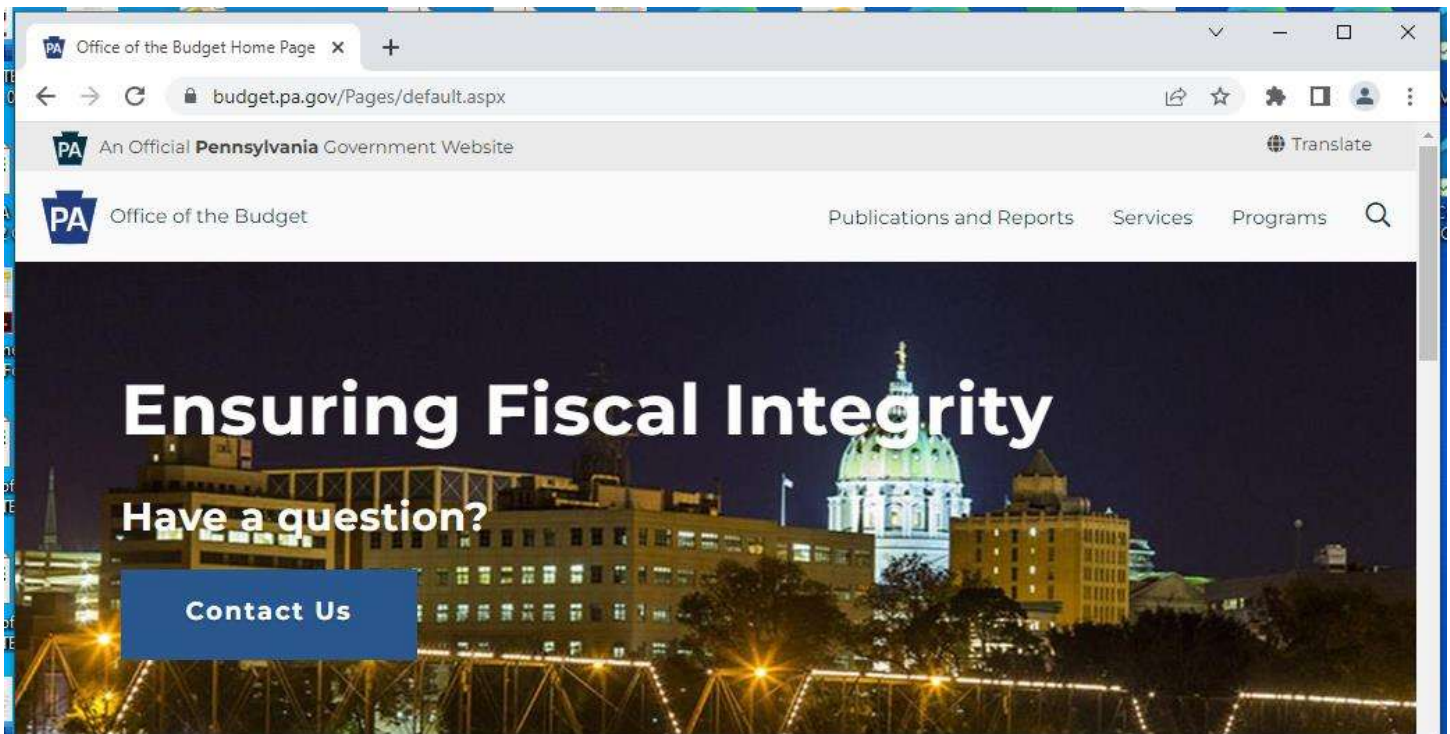 PA Office of the Budget Home Page
budget.pa.gov/Pages/default.aspx
PA An Official Pennsylvania Government Website Translate
PA Office of the Budget Publications and Reports Services Programs
Ensuring Fiscal Integrity
Have a question?
Contact Us